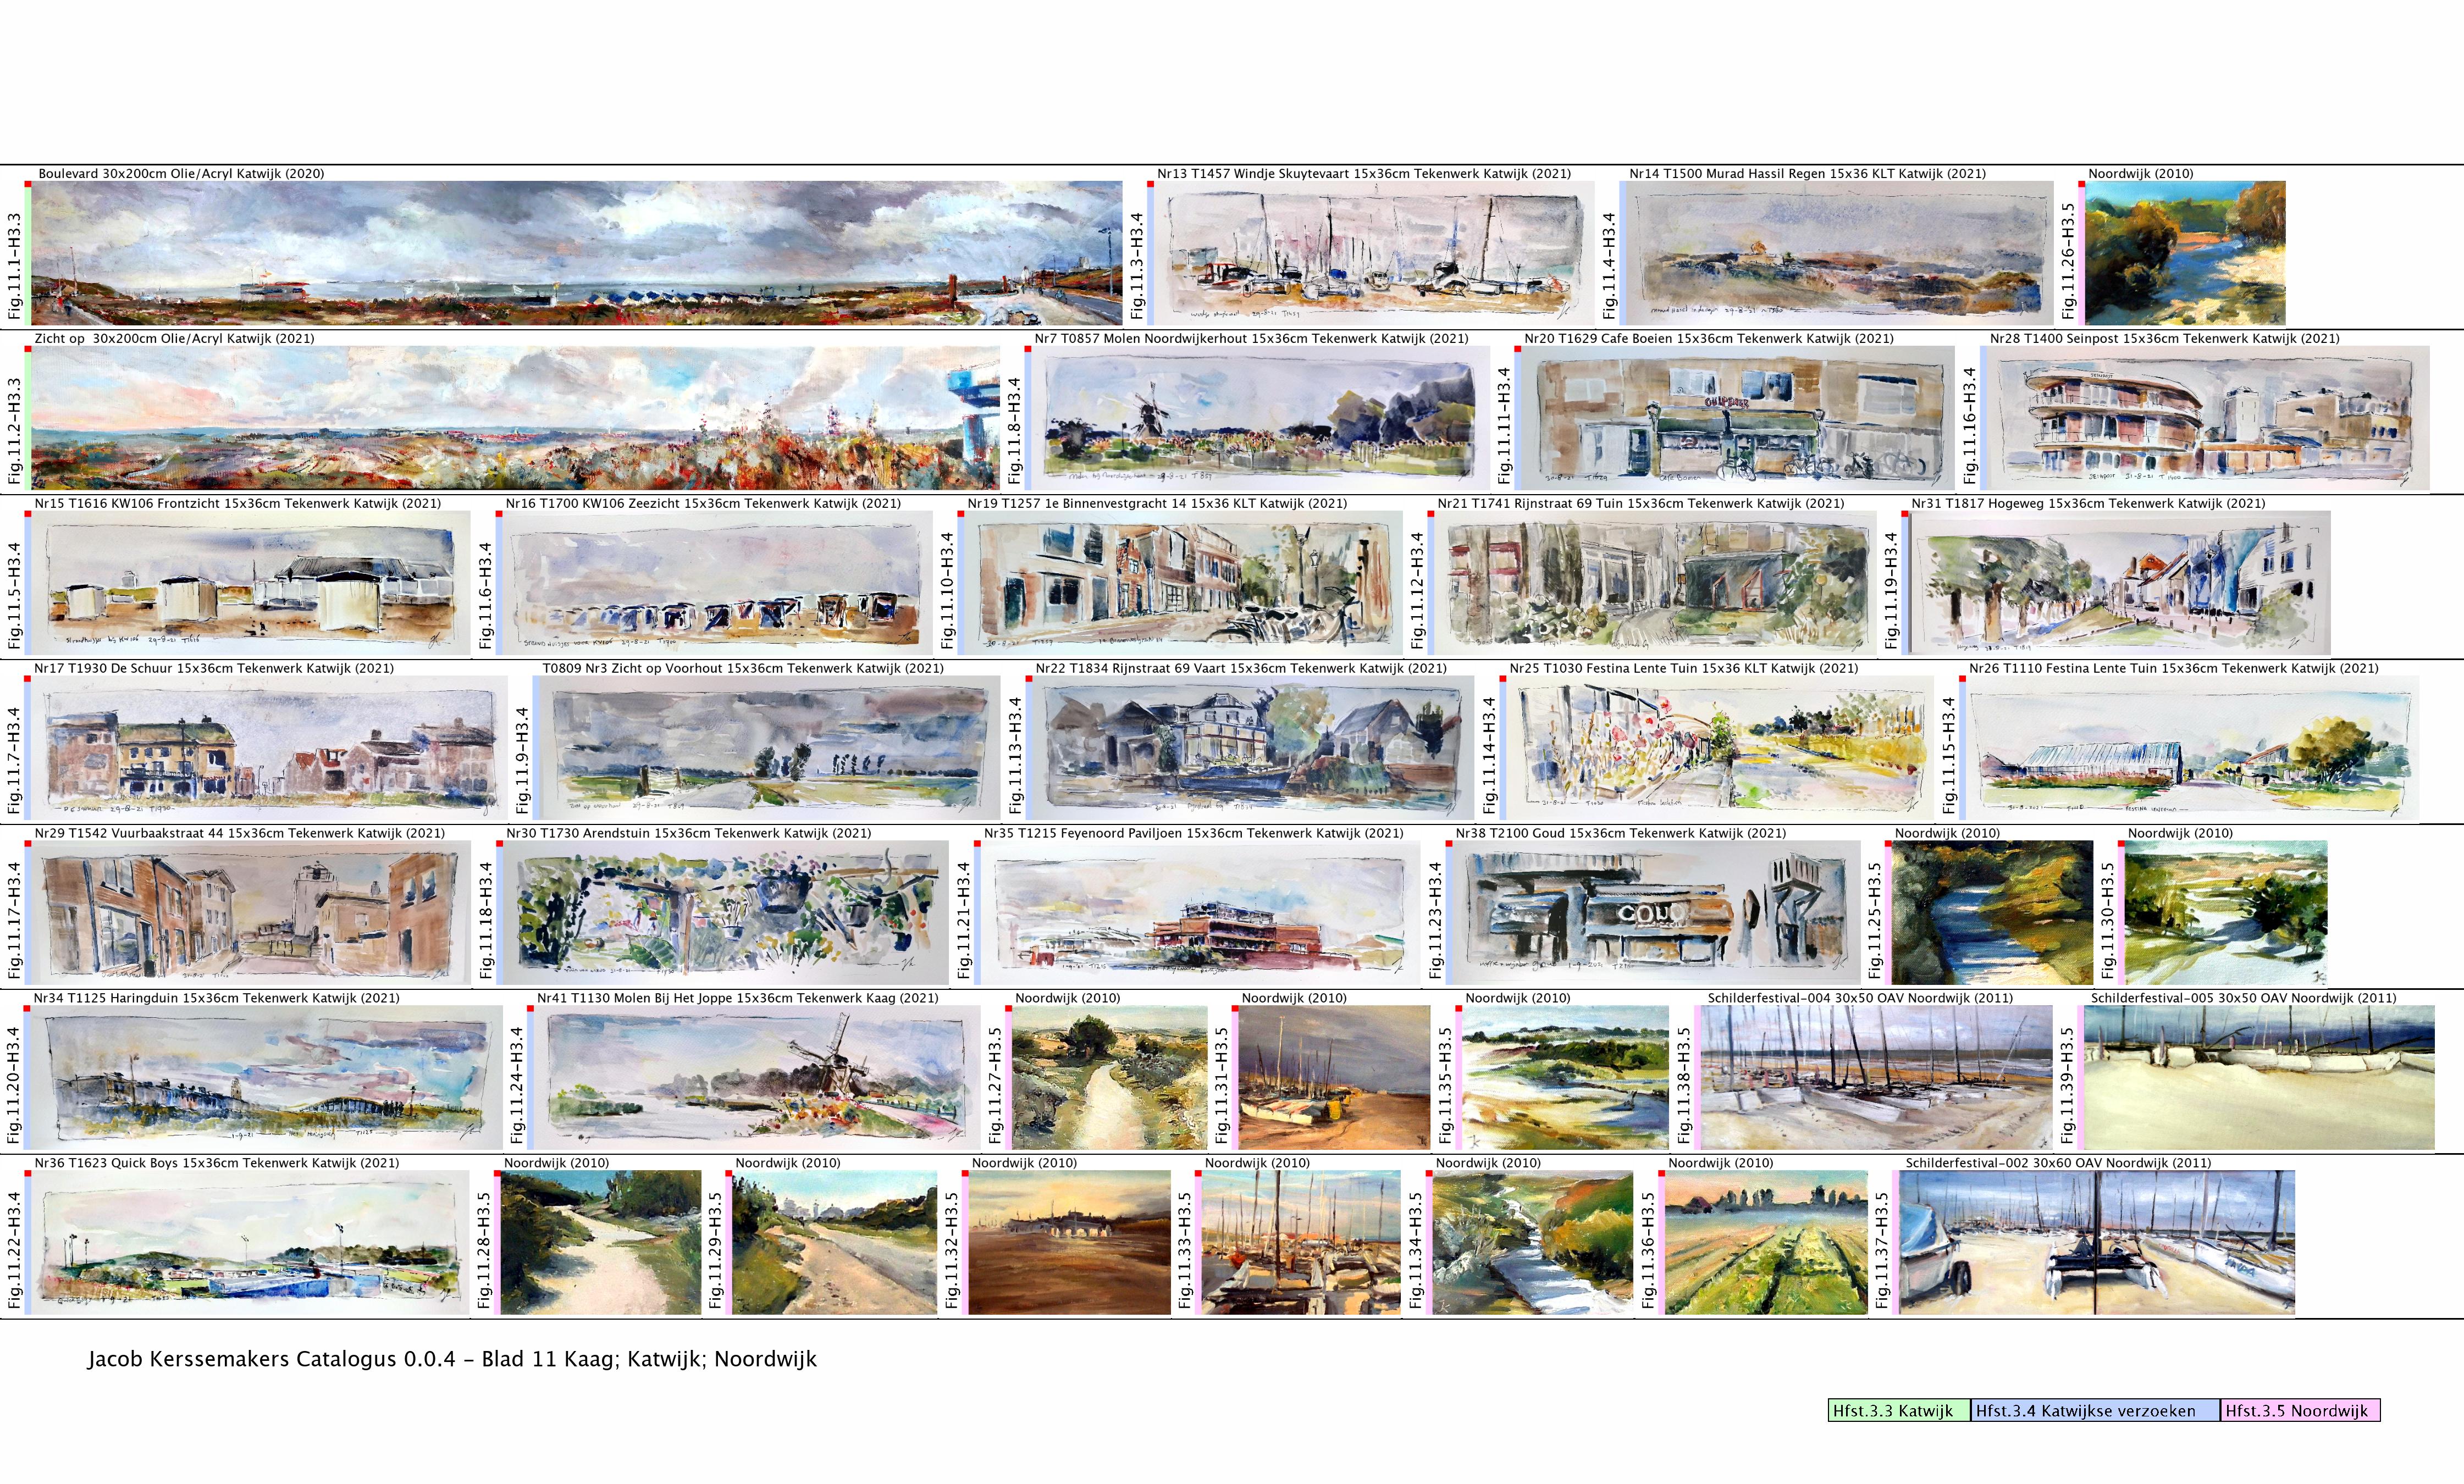 Boulevard 30x200cm Olie/Acryl Katwijk (2020)
Fig.11.1-H3.3
Nr13 T1457 Windje Skuytevaart 15x36cm Tekenwerk Katwijk (2021)
Fig.11.3-H3.4
Nr14 T1500 Murad Hassil Regen 15x36 KLT Katwijk (2021)
Fig.11.4-H3.4
Noordwijk (2010)
Fig.11.26-H3.5
Zicht op  30x200cm Olie/Acryl Katwijk (2021)
Fig.11.2-H3.3
Nr7 T0857 Molen Noordwijkerhout 15x36cm Tekenwerk Katwijk (2021)
Fig.11.8-H3.4
Nr20 T1629 Cafe Boeien 15x36cm Tekenwerk Katwijk (2021)
Fig.11.11-H3.4
Nr28 T1400 Seinpost 15x36cm Tekenwerk Katwijk (2021)
Fig.11.16-H3.4
SEINPOST 31-8-21 T1400
Nr15 T1616 KW106 Frontzicht 15x36cm Tekenwerk Katwijk (2021)
Fig.11.5-H3.4
Nr16 T1700 KW106 Zeezicht 15x36cm Tekenwerk Katwijk (2021)
Fig.11.6-H3.4
Nr19 T1257 1e Binnenvestgracht 14 15x36 KLT Katwijk (2021)
Fig.11.10-H3.4
Nr21 T1741 Rijnstraat 69 Tuin 15x36cm Tekenwerk Katwijk (2021)
Fig.11.12-H3.4
Nr31 T1817 Hogeweg 15x36cm Tekenwerk Katwijk (2021)
Fig.11.19-H3.4
Nr17 T1930 De Schuur 15x36cm Tekenwerk Katwijk (2021)
Fig.11.7-H3.4
T0809 Nr3 Zicht op Voorhout 15x36cm Tekenwerk Katwijk (2021)
Fig.11.9-H3.4
Nr22 T1834 Rijnstraat 69 Vaart 15x36cm Tekenwerk Katwijk (2021)
Fig.11.13-H3.4
Nr25 T1030 Festina Lente Tuin 15x36 KLT Katwijk (2021)
Fig.11.14-H3.4
Nr26 T1110 Festina Lente Tuin 15x36cm Tekenwerk Katwijk (2021)
Fig.11.15-H3.4
Nr29 T1542 Vuurbaakstraat 44 15x36cm Tekenwerk Katwijk (2021)
Fig.11.17-H3.4
Nr30 T1730 Arendstuin 15x36cm Tekenwerk Katwijk (2021)
Fig.11.18-H3.4
Nr35 T1215 Feyenoord Paviljoen 15x36cm Tekenwerk Katwijk (2021)
Fig.11.21-H3.4
Nr38 T2100 Goud 15x36cm Tekenwerk Katwijk (2021)
Fig.11.23-H3.4
Noordwijk (2010)
Fig.11.25-H3.5
Noordwijk (2010)
Fig.11.30-H3.5
Nr34 T1125 Haringduin 15x36cm Tekenwerk Katwijk (2021)
Fig.11.20-H3.4
Nr41 T1130 Molen Bij Het Joppe 15x36cm Tekenwerk Kaag (2021)
Fig.11.24-H3.4
Noordwijk (2010)
Fig.11.27-H3.5
Noordwijk (2010)
Fig.11.31-H3.5
Noordwijk (2010)
Fig.11.35-H3.5
Schilderfestival-004 30x50 OAV Noordwijk (2011)
Fig.11.38-H3.5
Schilderfestival-005 30x50 OAV Noordwijk (2011)
Fig.11.39-H3.5
Nr36 T1623 Quick Boys 15x36cm Tekenwerk Katwijk (2021)
Fig.11.22-H3.4
Noordwijk (2010)
Fig.11.28-H3.5
Noordwijk (2010)
Fig.11.29-H3.5
Noordwijk (2010)
Fig.11.32-H3.5
Noordwijk (2010)
Fig.11.33-H3.5
Noordwijk (2010)
Fig.11.34-H3.5
Noordwijk (2010)
Fig.11.36-H3.5
Schilderfestival-002 30x60 OAV Noordwijk (2011)
Fig.11.37-H3.5
Jacob Kerssemakers Catalogus 0.0.4 - Blad 11 Kaag; Katwijk; Noordwijk
Hfst.3.3 Katwijk
Hfst.3.4 Katwijkse verzoeken
Hfst.3.5 Noordwijk